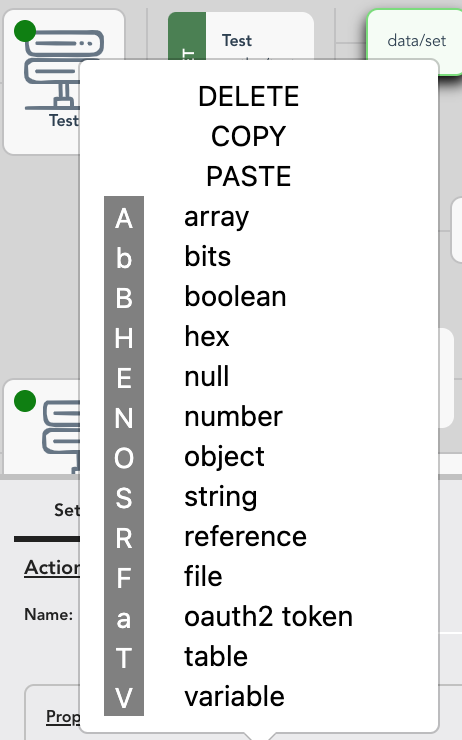 Test
data/set
Test
DELETE
COPY
PASTE
A array
b bits
B boolean
H hex
E null
N number
O object
S string
R reference
F file
a oauth2 token
T table
V variable
Set
Action
Name:
Prop